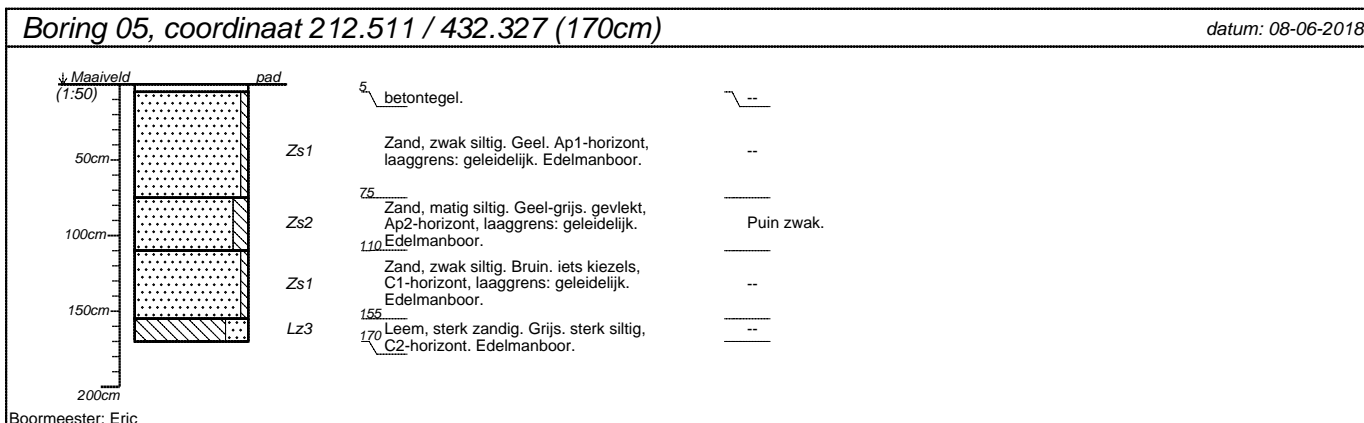 Boring 05, coordinaat 212.511 / 432.327 (170cm)
datum: 08-06-2018
Maaiveld
pad
(1:50)
5
betontegel.
--
50cm
Zs1
Zand, zwak siltig. Geel. Ap1-horizont,
laaggrens: geleidelijk. Edelmanboor.
--
75
100cm
Zs2
Zand, matig siltig. Geel-grijs. gevlekt,
Ap2-horizont, laaggrens: geleidelijk.
Edelmanboor.
Puin zwak.
110
Zs1
Zand, zwak siltig. Bruin. iets kiezels,
C1-horizont, laaggrens: geleidelijk.
Edelmanboor.
--
150cm
155
Lz3
Leem, sterk zandig. Grijs. sterk siltig,
C2-horizont. Edelmanboor.
--
170
200cm
Boormeester: Eric